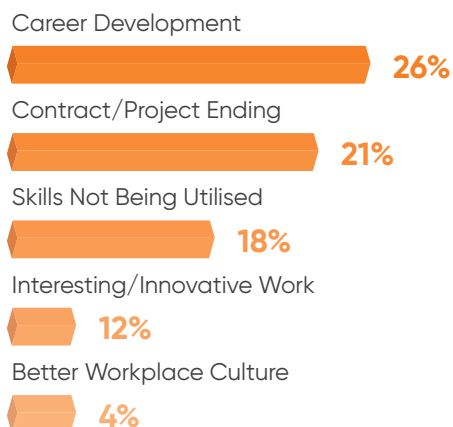 Career Development
26%
Contract/Project Ending
21%
Skills Not Being Utilised
18%
Interesting/Innovative Work
12%
Better Workplace Culture
4%